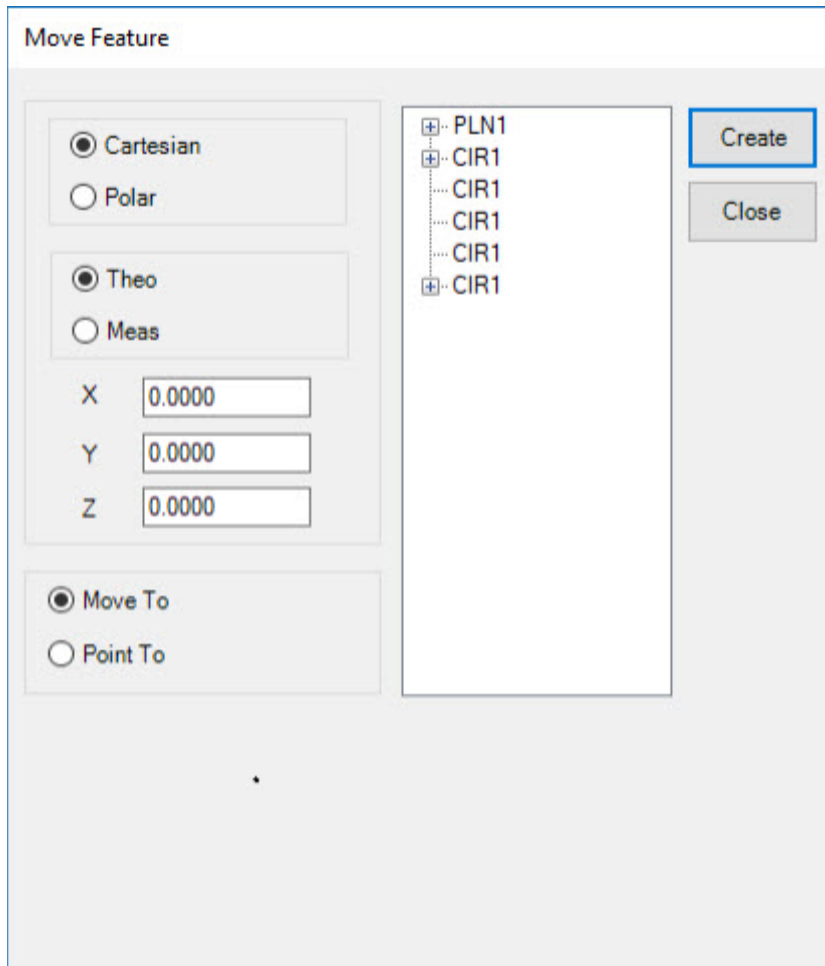 Move Feature
Cartesian
Polar
Theo
Meas
X 0.0000
Y 0.0000
Z 0.0000
Move To
Point To
PLN1
CIR1
CIR1
CIR1
CIR1
CIR1
Create
Close